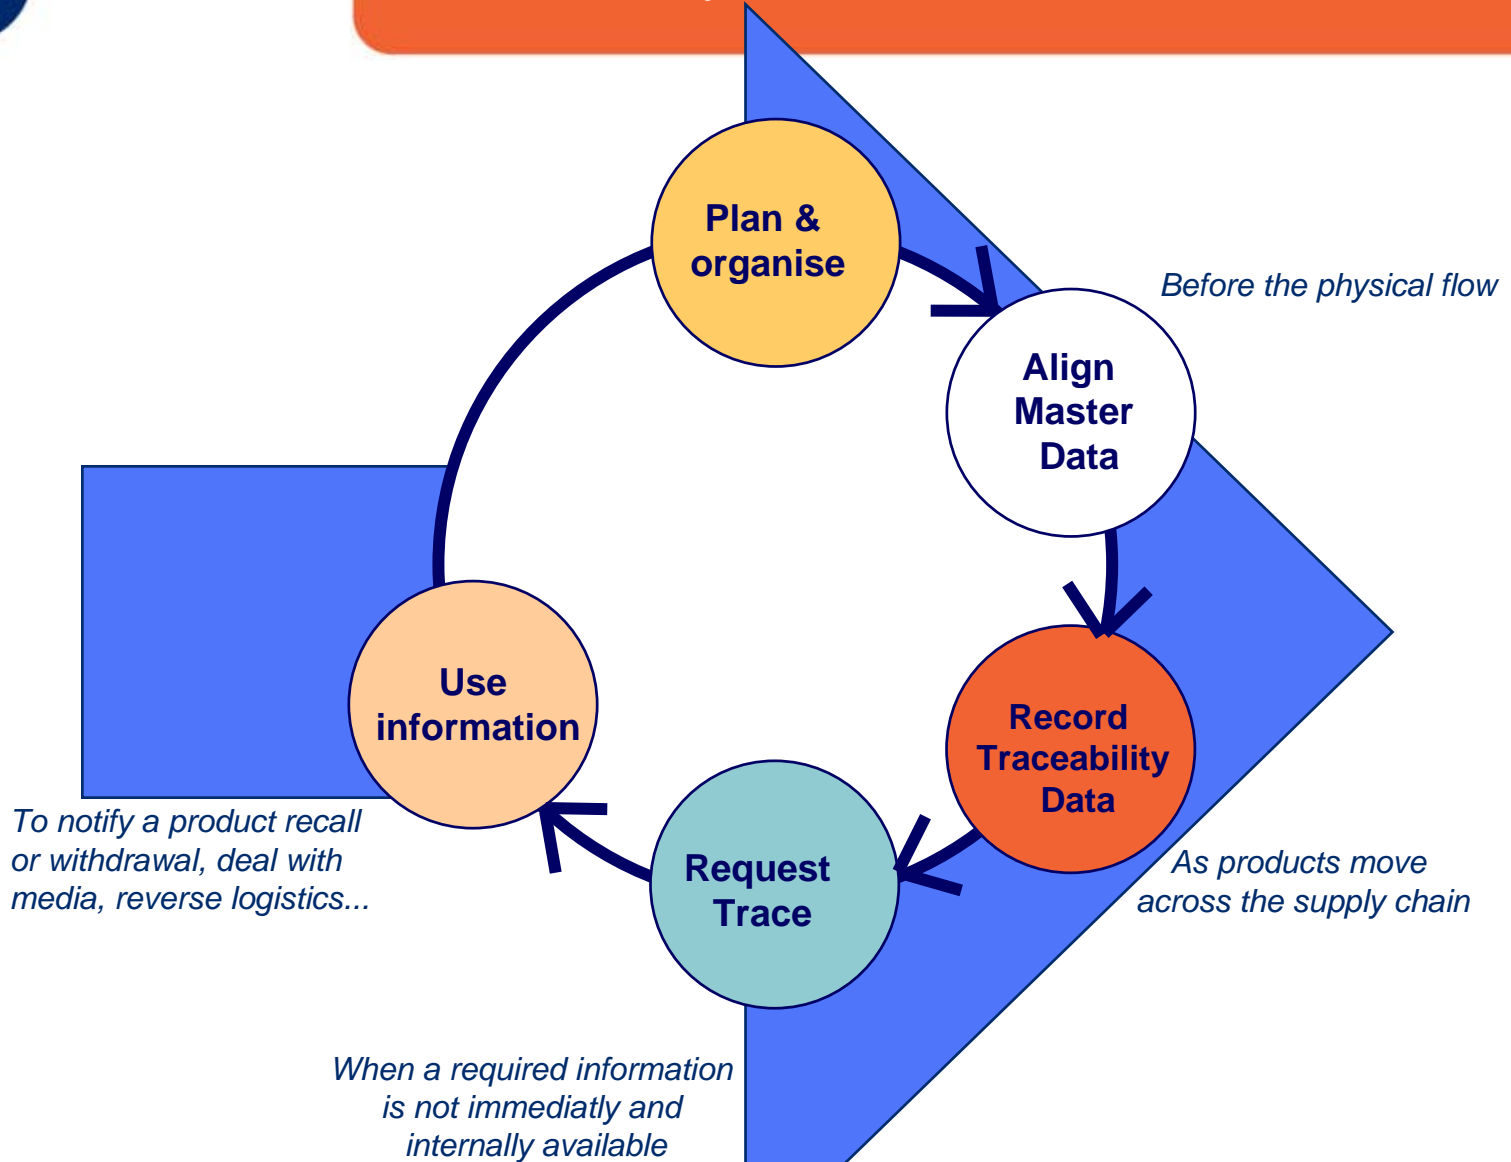 Plan &
organise
Before the physical flow
Align
Master
Data
Use
information
Record
Traceability
Data
To notify a product recall
or withdrawal, deal with
media, reverse logistics...
Request
Trace
As products move
across the supply chain
When a required information
is not immediatly and
internally available